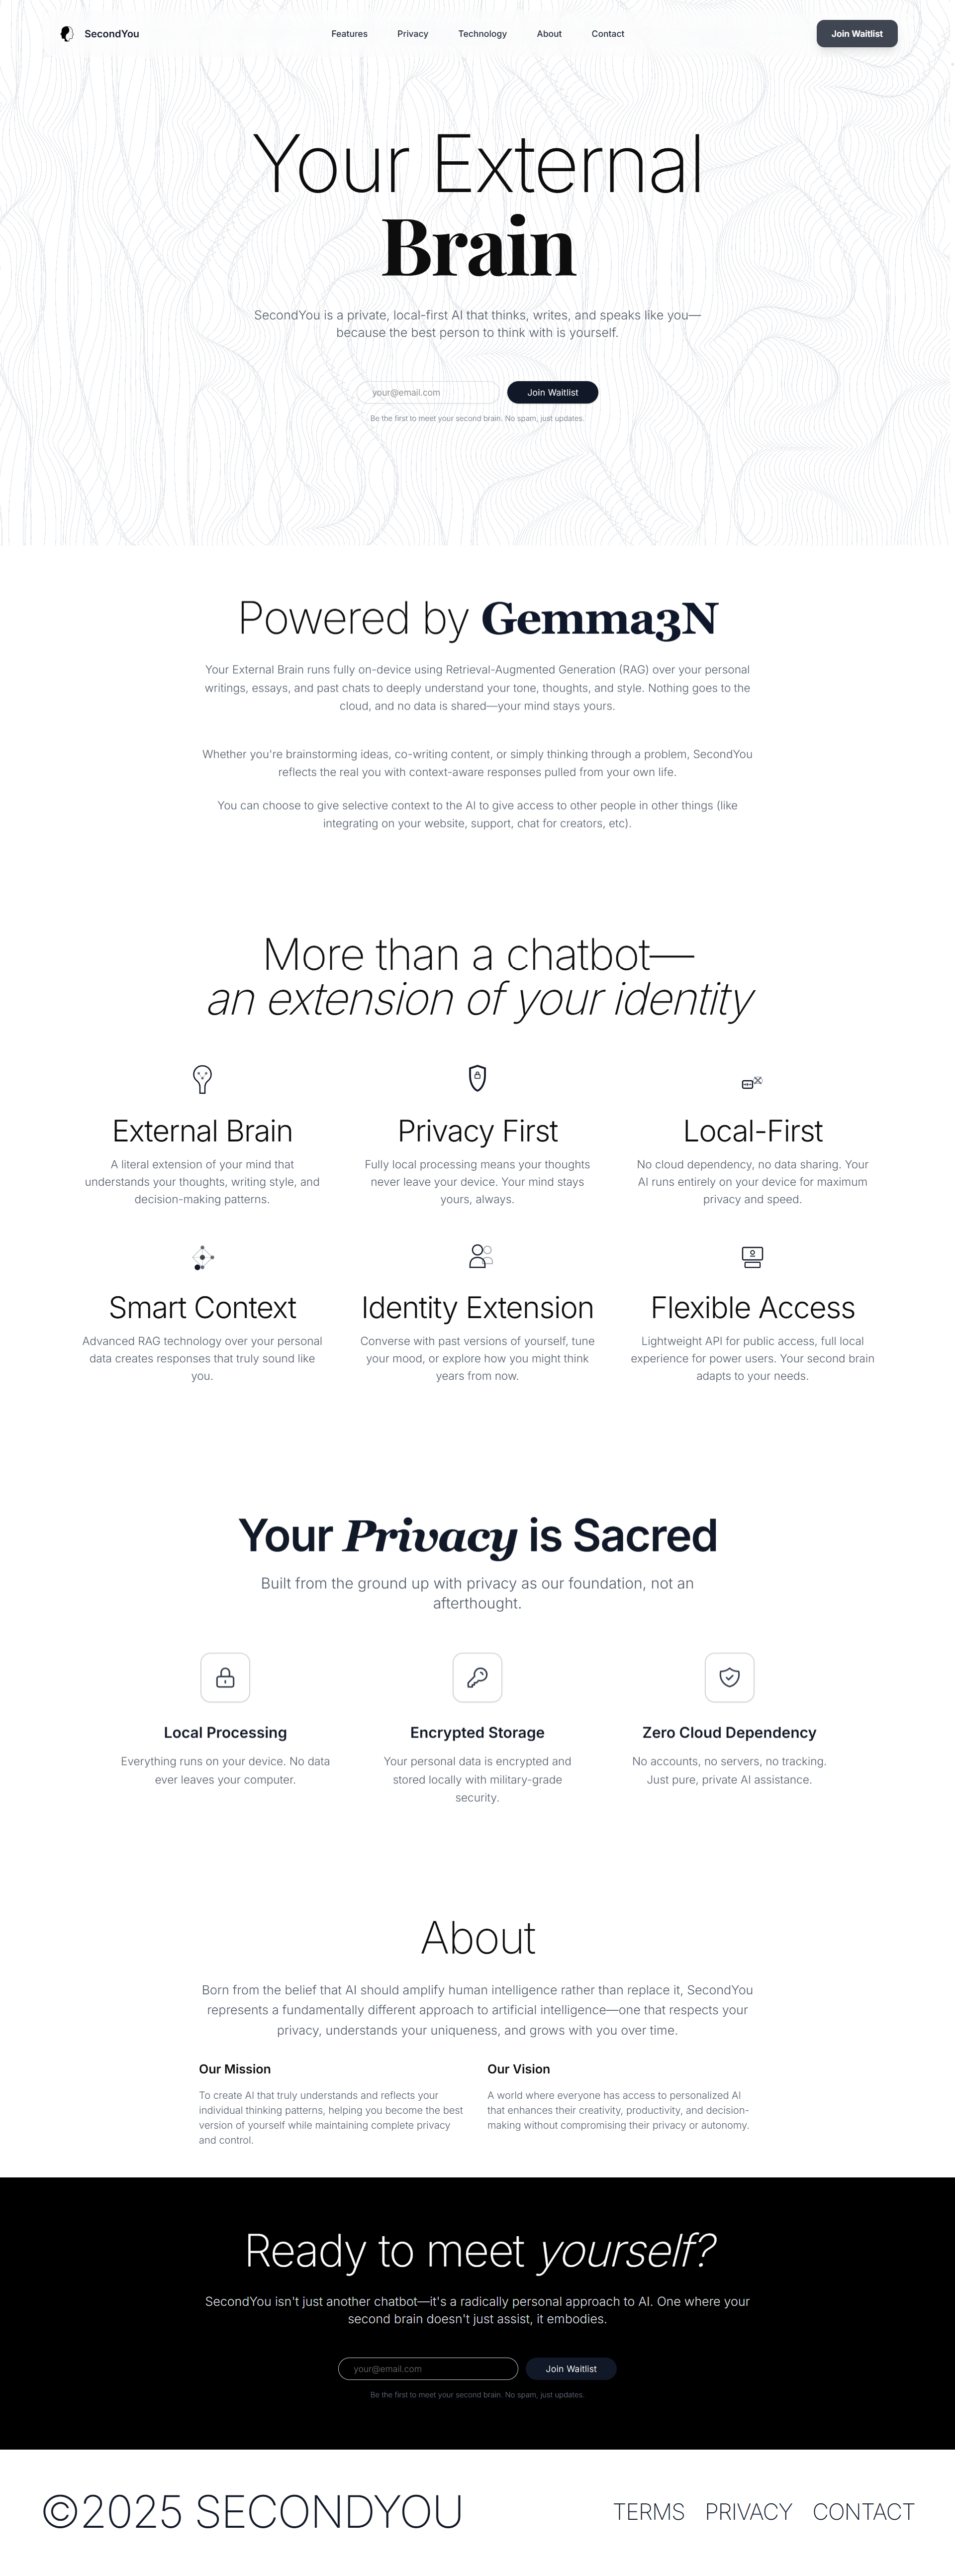 SecondYou
Features
Privacy
Technology
About
Contact
Join Waitlist
Your External
Brain
SecondYou is a private, local-first AI that thinks, writes, and speaks like you—
because the best person to think with is yourself.
your@email.com
Join Waitlist
Be the first to meet your second brain. No spam, just updates.
Powered by Gemma3N
Your External Brain runs fully on-device using Retrieval-Augmented Generation (RAG) over your personal
writings, essays, and past chats to deeply understand your tone, thoughts, and style. Nothing goes to the
cloud, and no data is shared—your mind stays yours.
Whether you're brainstorming ideas, co-writing content, or simply thinking through a problem, SecondYou
reflects the real you with context-aware responses pulled from your own life.
You can choose to give selective context to the AI to give access to other people in other things (like
integrating on your website, support, chat for creators, etc).
More than a chatbot—
an extension of your identity
External Brain
A literal extension of your mind that
understands your thoughts, writing style, and
decision-making patterns.
Privacy First
Fully local processing means your thoughts
never leave your device. Your mind stays
yours, always.
Local-First
No cloud dependency, no data sharing. Your
AI runs entirely on your device for maximum
privacy and speed.
Smart Context
Advanced RAG technology over your personal
data creates responses that truly sound like
you.
Identity Extension
Converse with past versions of yourself, tune
your mood, or explore how you might think
years from now.
Flexible Access
Lightweight API for public access, full local
experience for power users. Your second brain
adapts to your needs.
Your Privacy is Sacred
Built from the ground up with privacy as our foundation, not an
afterthought.
Local Processing
Everything runs on your device. No data
ever leaves your computer.
Encrypted Storage
Your personal data is encrypted and
stored locally with military-grade
security.
Zero Cloud Dependency
No accounts, no servers, no tracking.
Just pure, private AI assistance.
About
Born from the belief that AI should amplify human intelligence rather than replace it, SecondYou
represents a fundamentally different approach to artificial intelligence—one that respects your
privacy, understands your uniqueness, and grows with you over time.
Our Mission
To create AI that truly understands and reflects your
individual thinking patterns, helping you become the best
version of yourself while maintaining complete privacy
and control.
Our Vision
A world where everyone has access to personalized AI
that enhances their creativity, productivity, and decision-
making without compromising their privacy or autonomy.
Ready to meet yourself?
SecondYou isn't just another chatbot—it's a radically personal approach to AI. One where your
second brain doesn't just assist, it embodies.
your@email.com
Join Waitlist
Be the first to meet your second brain. No spam, just updates.
©2025 SECONDYOU
TERMS
PRIVACY
CONTACT